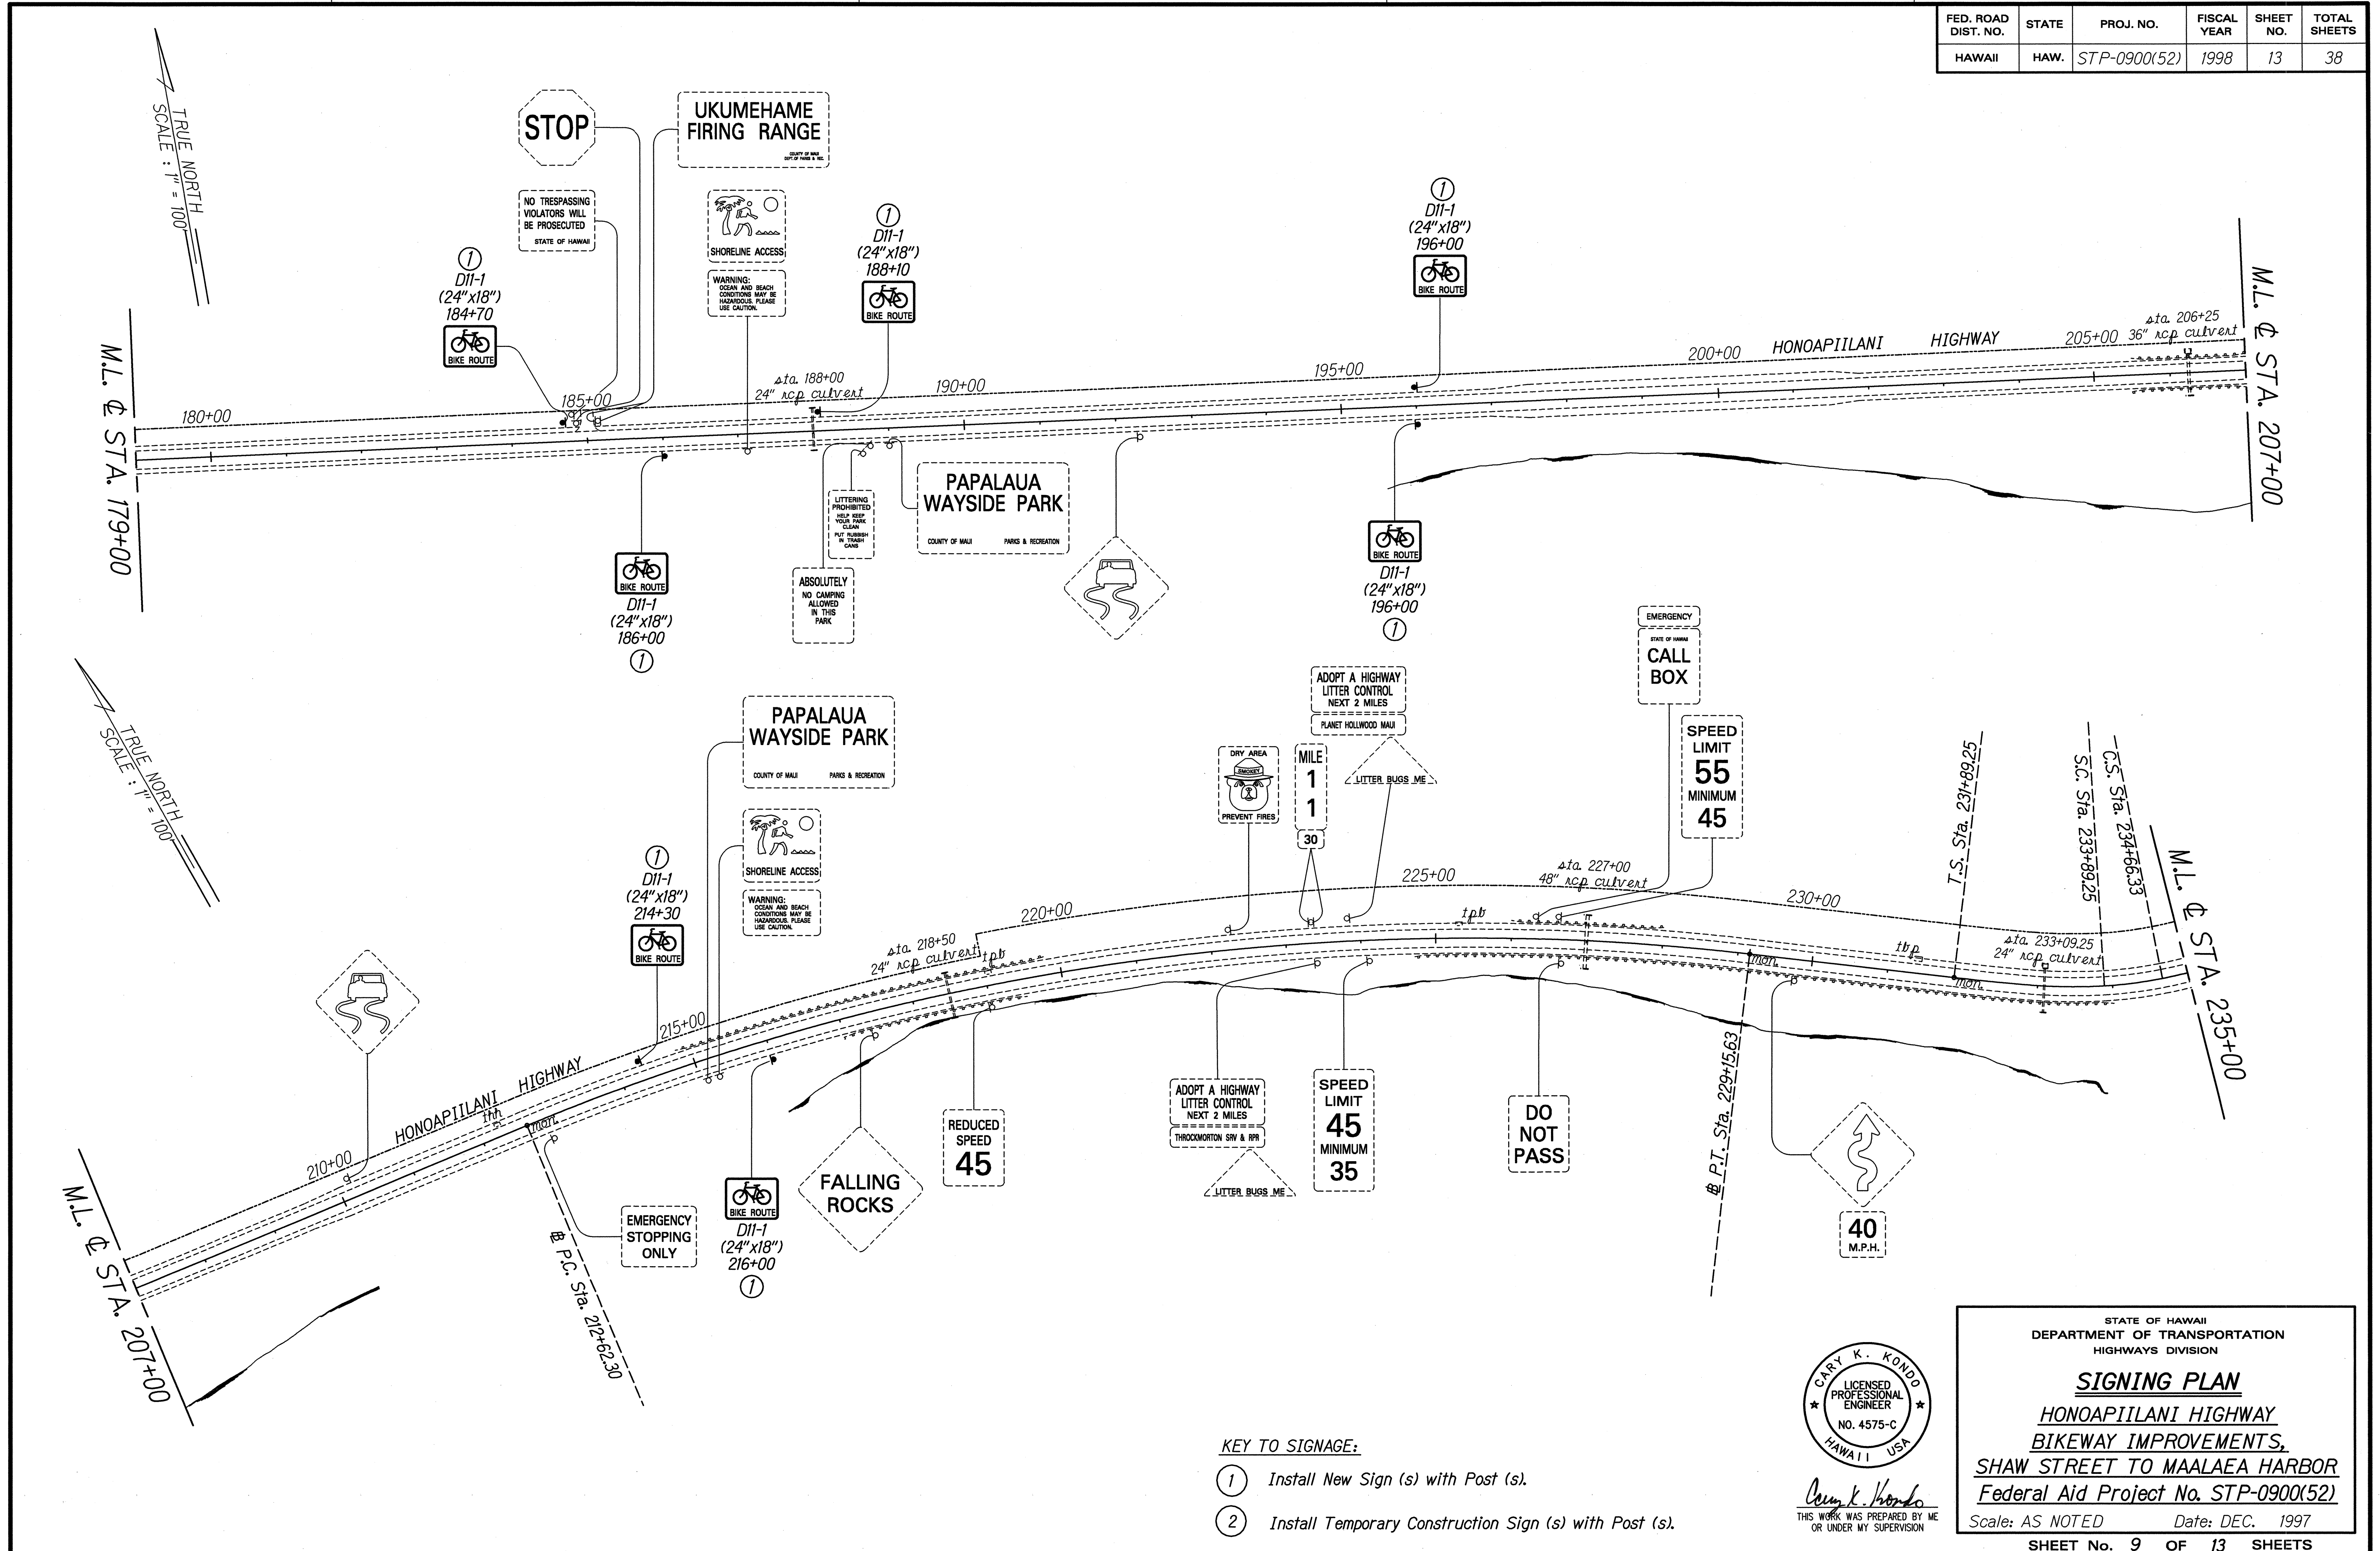 FED. ROAD DIST. NO. STATE PROJ. NO. FISCAL YEAR SHEET NO. TOTAL SHEETS
HAWAII HAW. STP-0900(52) 1998 13 38
TRUE NORTH
SCALE : 1" = 100'
STOP
UKUMEHAME
FIRING RANGE
COUNTY OF MAUI
DEPT. OF PARKS & REC.
NO TRESPASSING
VIOLATORS WILL
BE PROSECUTED
STATE OF HAWAII
SHORELINE ACCESS
WARNING:
OCEAN AND BEACH
CONDITIONS MAY BE
HAZARDOUS. PLEASE
USE CAUTION.
1
D11-1
(24"x18")
184+70
BIKE ROUTE
1
D11-1
(24"x18")
188+10
BIKE ROUTE
1
D11-1
(24"x18")
196+00
BIKE ROUTE
M.L. ℄ STA. 179+00
180+00
185+00
sta. 188+00
24" rcp culvert
190+00
195+00
200+00
HONOAPIILANI HIGHWAY
205+00
sta. 206+25
36" rcp culvert
M.L. ℄ STA. 207+00
2
BIKE ROUTE
D11-1
(24"x18")
186+00
1
LITTERING
PROHIBITED
HELP KEEP
YOUR PARK
CLEAN
PUT RUBBISH
IN TRASH
CANS
ABSOLUTELY
NO CAMPING
ALLOWED
IN THIS
PARK
PAPALAUA
WAYSIDE PARK
COUNTY OF MAUI PARKS & RECREATION
BIKE ROUTE
D11-1
(24"x18")
196+00
1
TRUE NORTH
SCALE : 1" = 100'
PAPALAUA
WAYSIDE PARK
COUNTY OF MAUI PARKS & RECREATION
SHORELINE ACCESS
WARNING:
OCEAN AND BEACH
CONDITIONS MAY BE
HAZARDOUS. PLEASE
USE CAUTION.
1
D11-1
(24"x18")
214+30
BIKE ROUTE
DRY AREA
SMOKEY
PREVENT FIRES
MILE
1
1
30
ADOPT A HIGHWAY
LITTER CONTROL
NEXT 2 MILES
PLANET HOLLWOOD MAUI
LITTER BUGS ME
EMERGENCY
STATE OF HAWAII
CALL
BOX
SPEED
LIMIT
55
MINIMUM
45
T.S. Sta. 231+89.25
S.C. Sta. 233+89.25
C.S. Sta. 234+66.33
M.L. ℄ STA. 235+00
M.L. ℄ STA. 207+00
210+00
HONOAPIILANI HIGHWAY
thh
mon.
215+00
sta. 218+50
24" rcp culvert
tpb
220+00
225+00
tpb
sta. 227+00
48" rcp culvert
mon.
230+00
tbp
mon.
sta. 233+09.25
24" rcp culvert
P.C. Sta. 212+62.30
P.T. Sta. 229+15.63
EMERGENCY
STOPPING
ONLY
BIKE ROUTE
D11-1
(24"x18")
216+00
1
FALLING
ROCKS
REDUCED
SPEED
45
ADOPT A HIGHWAY
LITTER CONTROL
NEXT 2 MILES
THROCKMORTON SRV & RPR
LITTER BUGS ME
SPEED
LIMIT
45
MINIMUM
35
DO
NOT
PASS
40
M.P.H.
KEY TO SIGNAGE:
1 Install New Sign (s) with Post (s).
2 Install Temporary Construction Sign (s) with Post (s).
CARY K. KONDO
LICENSED
PROFESSIONAL
ENGINEER
NO. 4575-C
HAWAII USA
Cary K. Kondo
THIS WORK WAS PREPARED BY ME
OR UNDER MY SUPERVISION
STATE OF HAWAII
DEPARTMENT OF TRANSPORTATION
HIGHWAYS DIVISION
SIGNING PLAN
HONOAPIILANI HIGHWAY
BIKEWAY IMPROVEMENTS,
SHAW STREET TO MAALAEA HARBOR
Federal Aid Project No. STP-0900(52)
Scale: AS NOTED Date: DEC. 1997
SHEET No. 9 OF 13 SHEETS